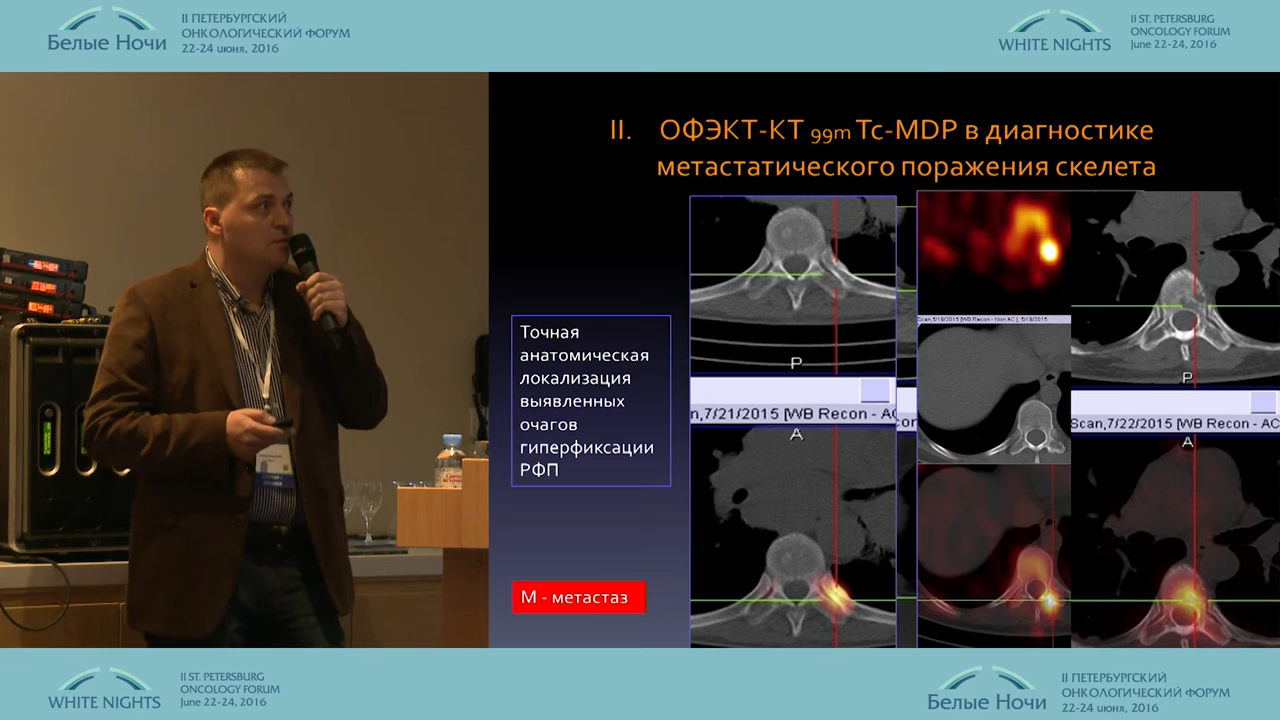 Белые Ночи
II ПЕТЕРБУРГСКИЙ
ОНКОЛОГИЧЕСКИЙ ФОРУМ
22-24 июня, 2016
WHITE NIGHTS
II ST. PETERSBURG
ONCOLOGY FORUM
June 22-24, 2016
II. ОФЭКТ-КТ 99m Tc-MDP в диагностике
метастатического поражения скелета
Точная
анатомическая
локализация
выявленных
очагов
гиперфиксации
РФП
М - метастаз
P
n,7/21/2015 [WB Recon - AC
A
cor
Scan,5/18/2015 [WB Recon - Non AC ], 5/18/2015
P
Scan,7/22/2015 [WB Recon - AC
A
WHITE NIGHTS
II ST. PETERSBURG
ONCOLOGY FORUM
June 22-24, 2016
Белые Ночи
II ПЕТЕРБУРГСКИЙ
ОНКОЛОГИЧЕСКИЙ ФОРУМ
22-24 июня, 2016